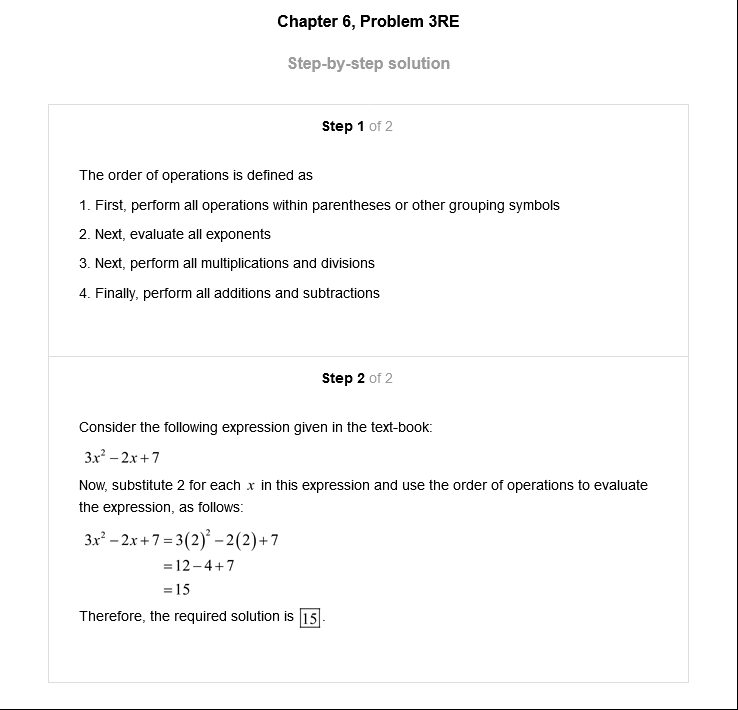 Chapter 6, Problem 3RE
Step-by-step solution
Step 1 of 2
The order of operations is defined as
1. First, perform all operations within parentheses or other grouping symbols
2. Next, evaluate all exponents
3. Next, perform all multiplications and divisions
4. Finally, perform all additions and subtractions
Step 2 of 2
Consider the following expression given in the text-book:
3x² – 2x + 7
Now, substitute 2 for each x in this expression and use the order of operations to evaluate
the expression, as follows:
3x² – 2x + 7 = 3(2)² – 2(2) + 7
= 12 – 4 + 7
= 15
Therefore, the required solution is 15.